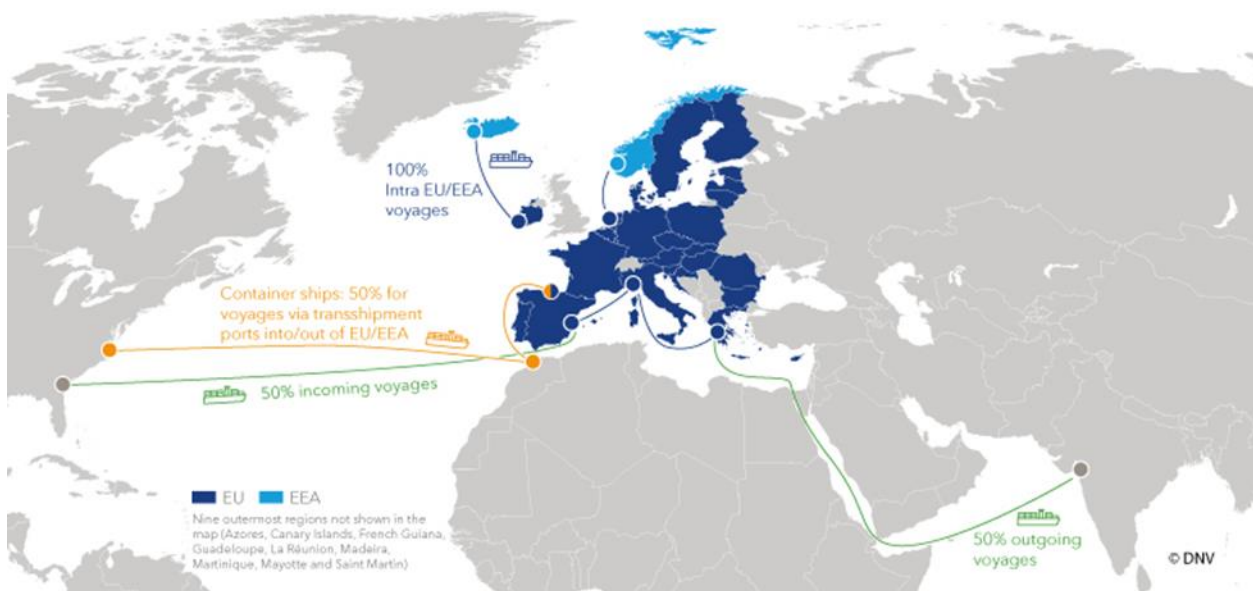 100%
Intra EU/EEA
voyages
Container ships: 50% for
voyages via transshipment
ports into/out of EU/EEA
50% incoming voyages
EU
EEA
Nine outermost regions not shown in the
map (Azores, Canary Islands, French Guiana,
Guadeloupe, La Réunion, Madeira,
Martinique, Mayotte and Saint Martin)
50% outgoing
voyages
© DNV